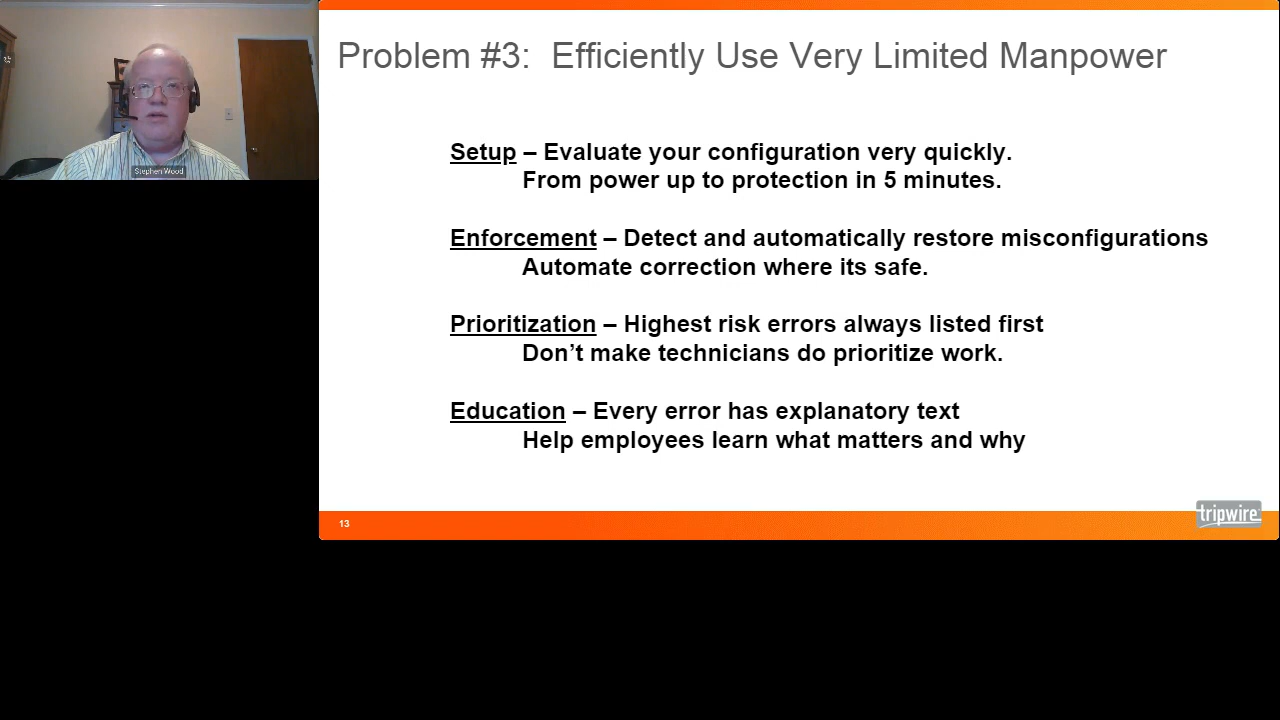 Stephen Wood
Problem #3: Efficiently Use Very Limited Manpower
Setup – Evaluate your configuration very quickly.
From power up to protection in 5 minutes.
Enforcement – Detect and automatically restore misconfigurations
Automate correction where its safe.
Prioritization – Highest risk errors always listed first
Don’t make technicians do prioritize work.
Education – Every error has explanatory text
Help employees learn what matters and why
13
tripwire